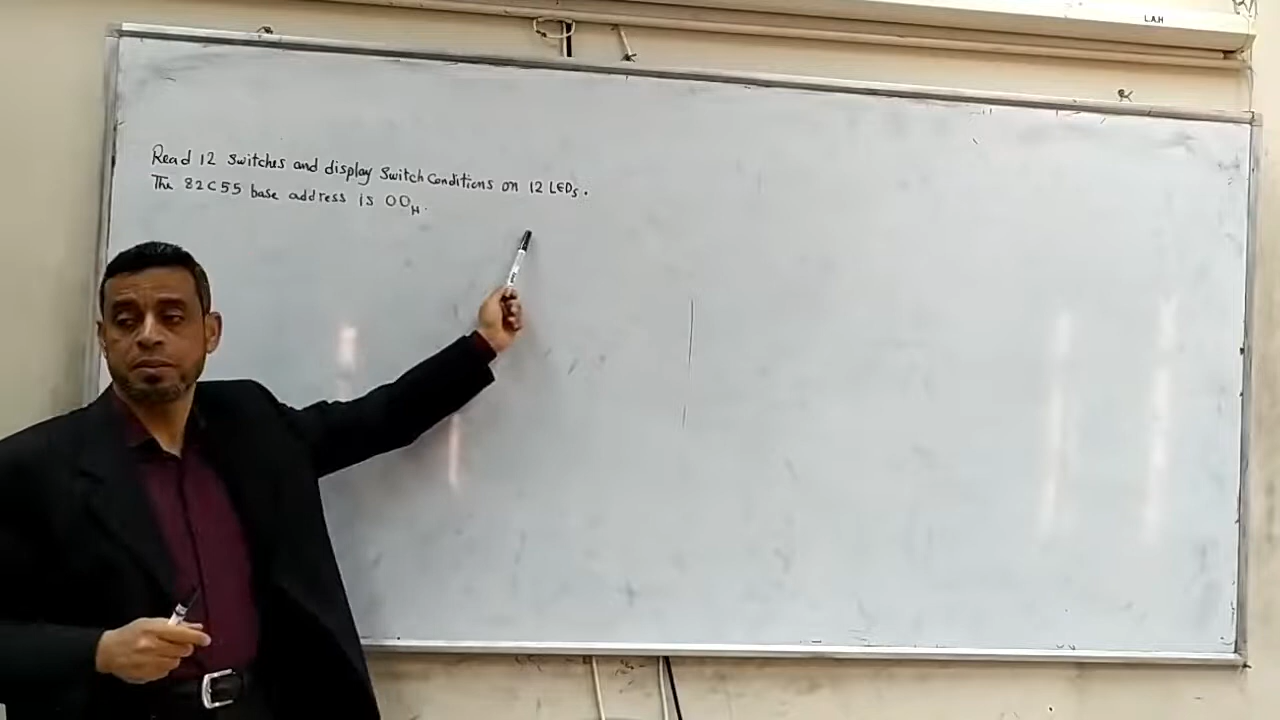 L.A.H
Read 12 Switches and display Switch Conditions on 12 LEDs.
The 82C55 base address is 00H.